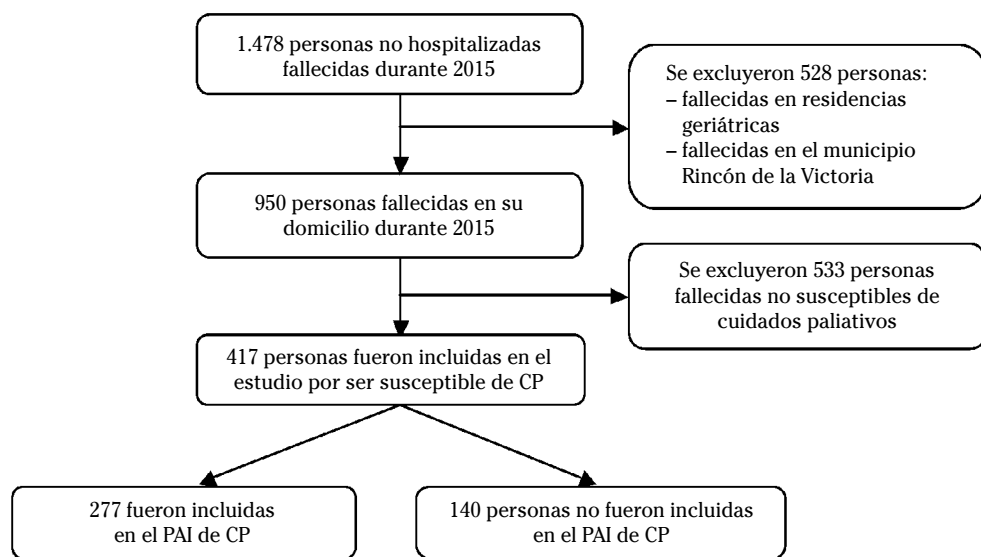 1.478 personas no hospitalizadas
fallecidas durante 2015
Se excluyeron 528 personas:
– fallecidas en residencias
geriátricas
– fallecidas en el municipio
Rincón de la Victoria
950 personas fallecidas en su
domicilio durante 2015
Se excluyeron 533 personas
fallecidas no susceptibles de
cuidados paliativos
417 personas fueron incluidas en el
estudio por ser susceptible de CP
277 fueron incluidas
en el PAI de CP
140 personas no fueron incluidas
en el PAI de CP